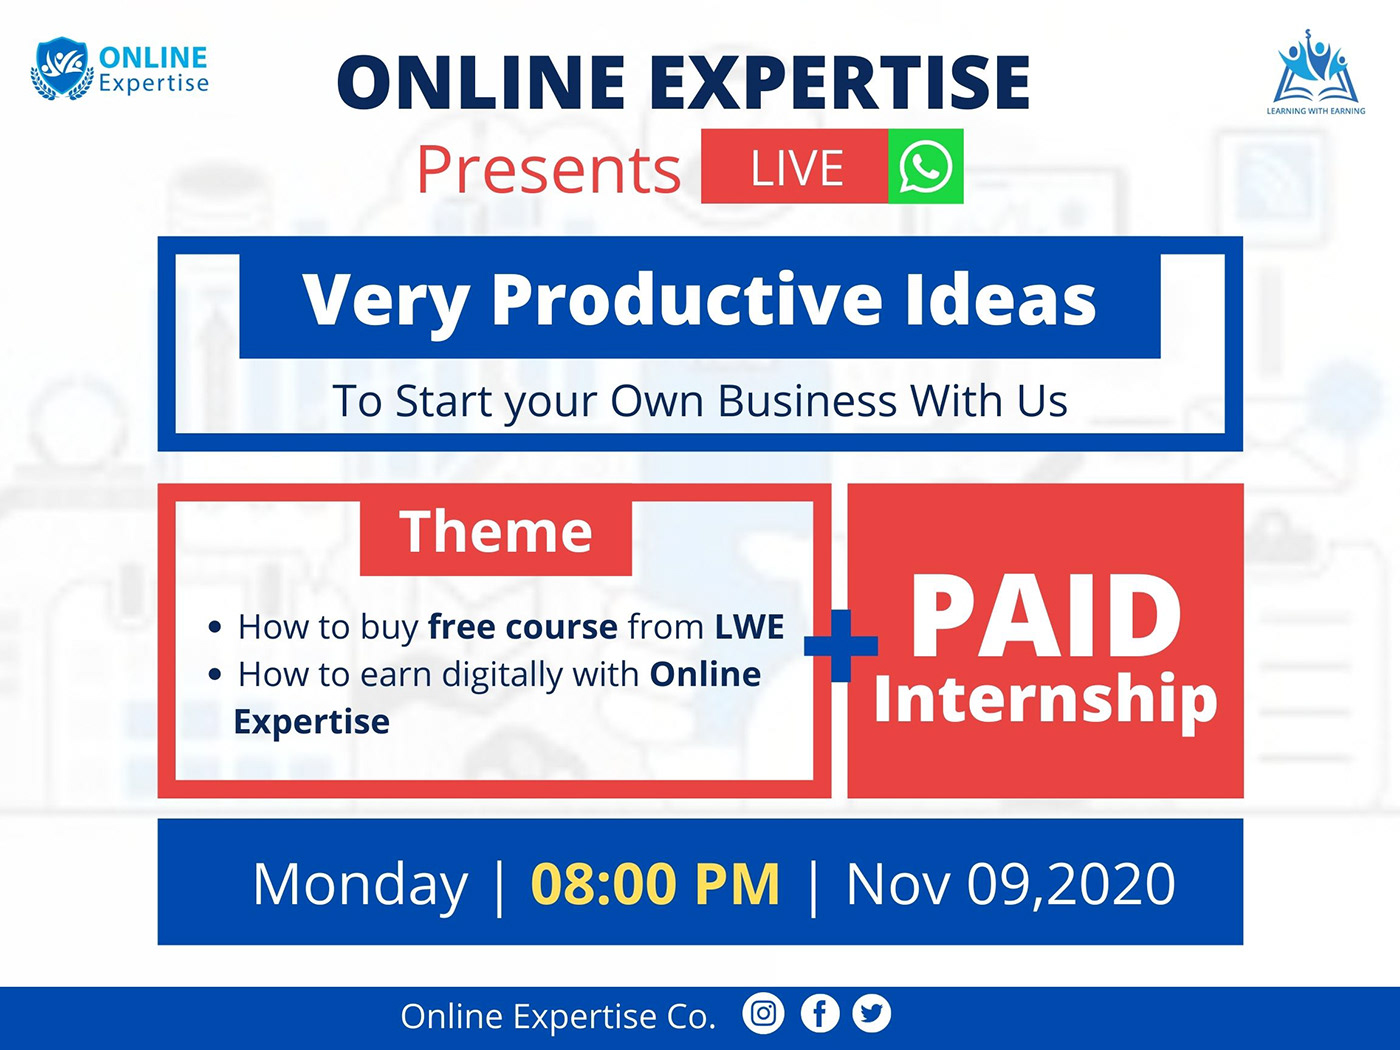 ONLINE
Expertise
ONLINE EXPERTISE
LEARNING WITH EARNING
Presents LIVE
Very Productive Ideas
To Start your Own Business With Us
Theme
• How to buy free course from LWE
• How to earn digitally with Online
Expertise
PAID
Internship
Monday | 08:00 PM | Nov 09,2020
Online Expertise Co.